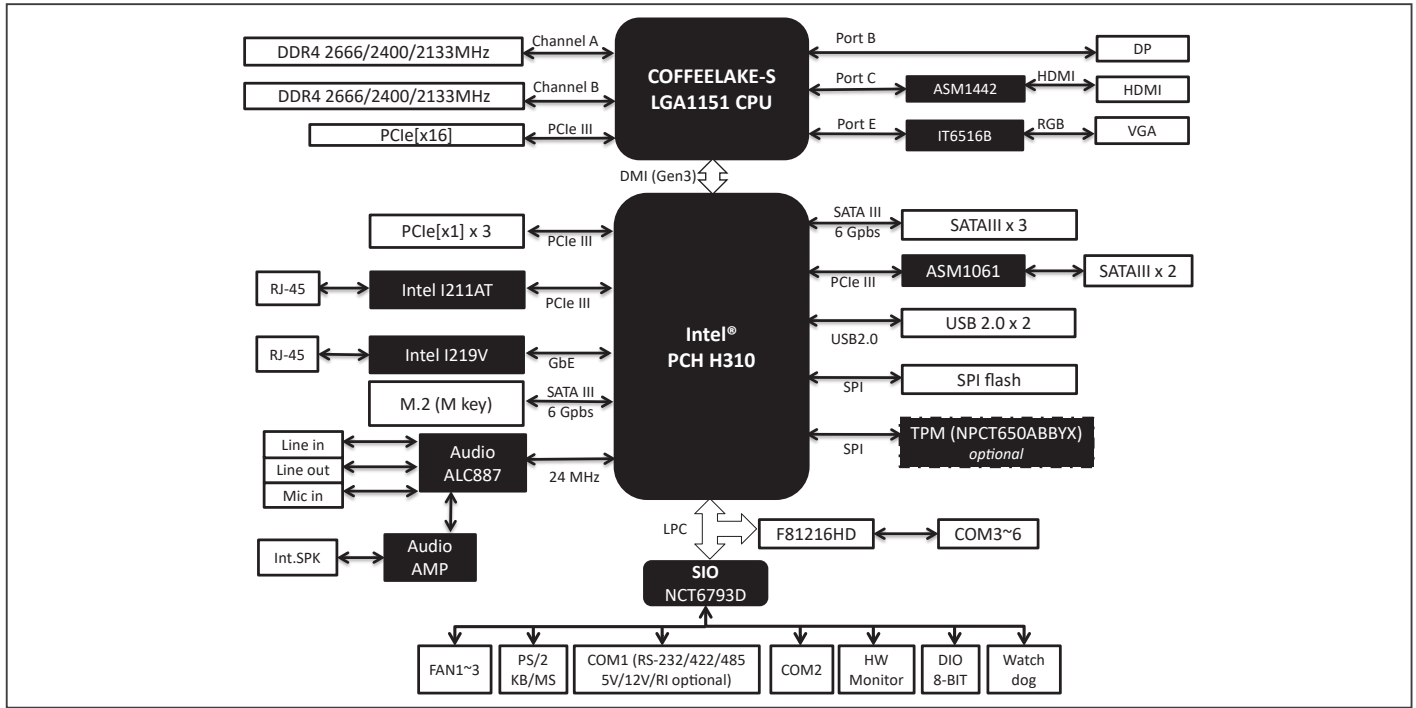 DDR4 2666/2400/2133MHz
Channel A
DDR4 2666/2400/2133MHz
Channel B
PCIe[x16]
PCIe III
COFFEELAKE-S
LGA1151 CPU
Port B
DP
Port C
ASM1442
HDMI
HDMI
Port E
IT6516B
RGB
VGA
DMI (Gen3)
PCIe[x1] x 3
PCIe III
RJ-45
Intel I211AT
PCIe III
RJ-45
Intel I219V
GbE
M.2 (M key)
SATA III
6 Gpbs
Line in
Line out
Mic in
Audio
ALC887
24 MHz
Int.SPK
Audio
AMP
Intel®
PCH H310
SATA III
6 Gpbs
SATAIII x 3
PCIe III
ASM1061
SATAIII x 2
USB2.0
USB 2.0 x 2
SPI
SPI flash
SPI
TPM (NPCT650ABBYX)
optional
LPC
F81216HD
COM3~6
SIO
NCT6793D
FAN1~3
PS/2
KB/MS
COM1 (RS-232/422/485
5V/12V/RI optional)
COM2
HW
Monitor
DIO
8-BIT
Watch
dog